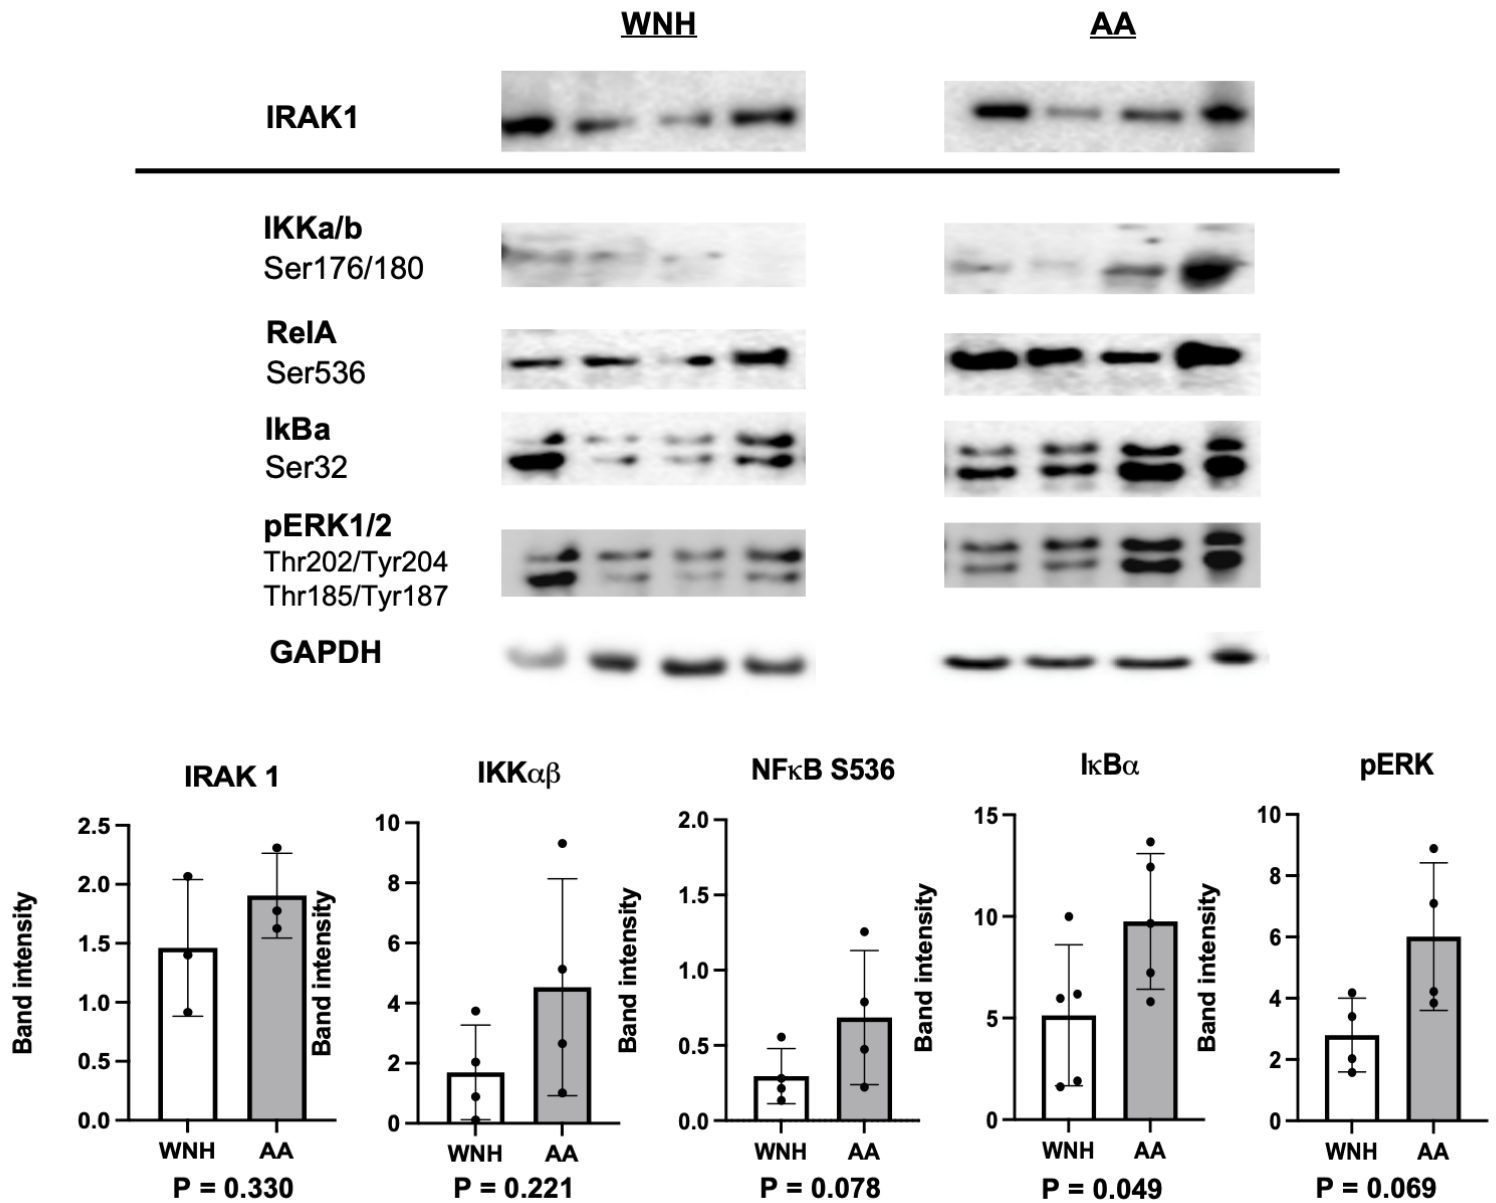 WNH AA
IRAK1
IKKa/b
Ser176/180
RelA
Ser536
IkBa
Ser32
pERK1/2
Thr202/Tyr204
Thr185/Tyr187
GAPDH
IRAK 1
Band intensity
2.5
2.0
1.5
1.0
0.5
0.0
WNH AA
P = 0.330
IKKαβ
Band intensity
10
8
6
4
2
0
WNH AA
P = 0.221
NFκB S536
Band intensity
2.0
1.5
1.0
0.5
0.0
WNH AA
P = 0.078
IκBα
Band intensity
15
10
5
0
WNH AA
P = 0.049
pERK
Band intensity
10
8
6
4
2
0
WNH AA
P = 0.069